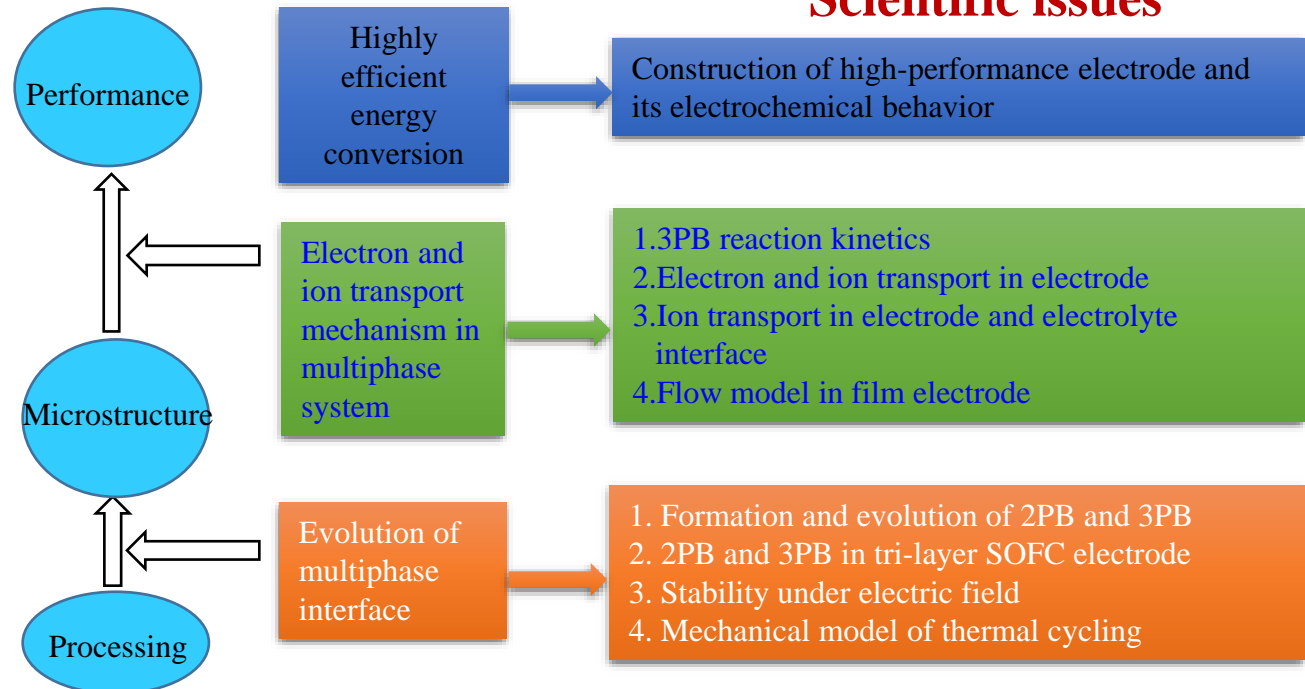 Scientific issues
Performance
Highly
efficient
energy
conversion
Construction of high-performance electrode and
its electrochemical behavior
Electron and
ion transport
mechanism in
multiphase
system
1.3PB reaction kinetics
2.Electron and ion transport in electrode
3.Ion transport in electrode and electrolyte
interface
4.Flow model in film electrode
Microstructure
Evolution of
multiphase
interface
1. Formation and evolution of 2PB and 3PB
2. 2PB and 3PB in tri-layer SOFC electrode
3. Stability under electric field
4. Mechanical model of thermal cycling
Processing